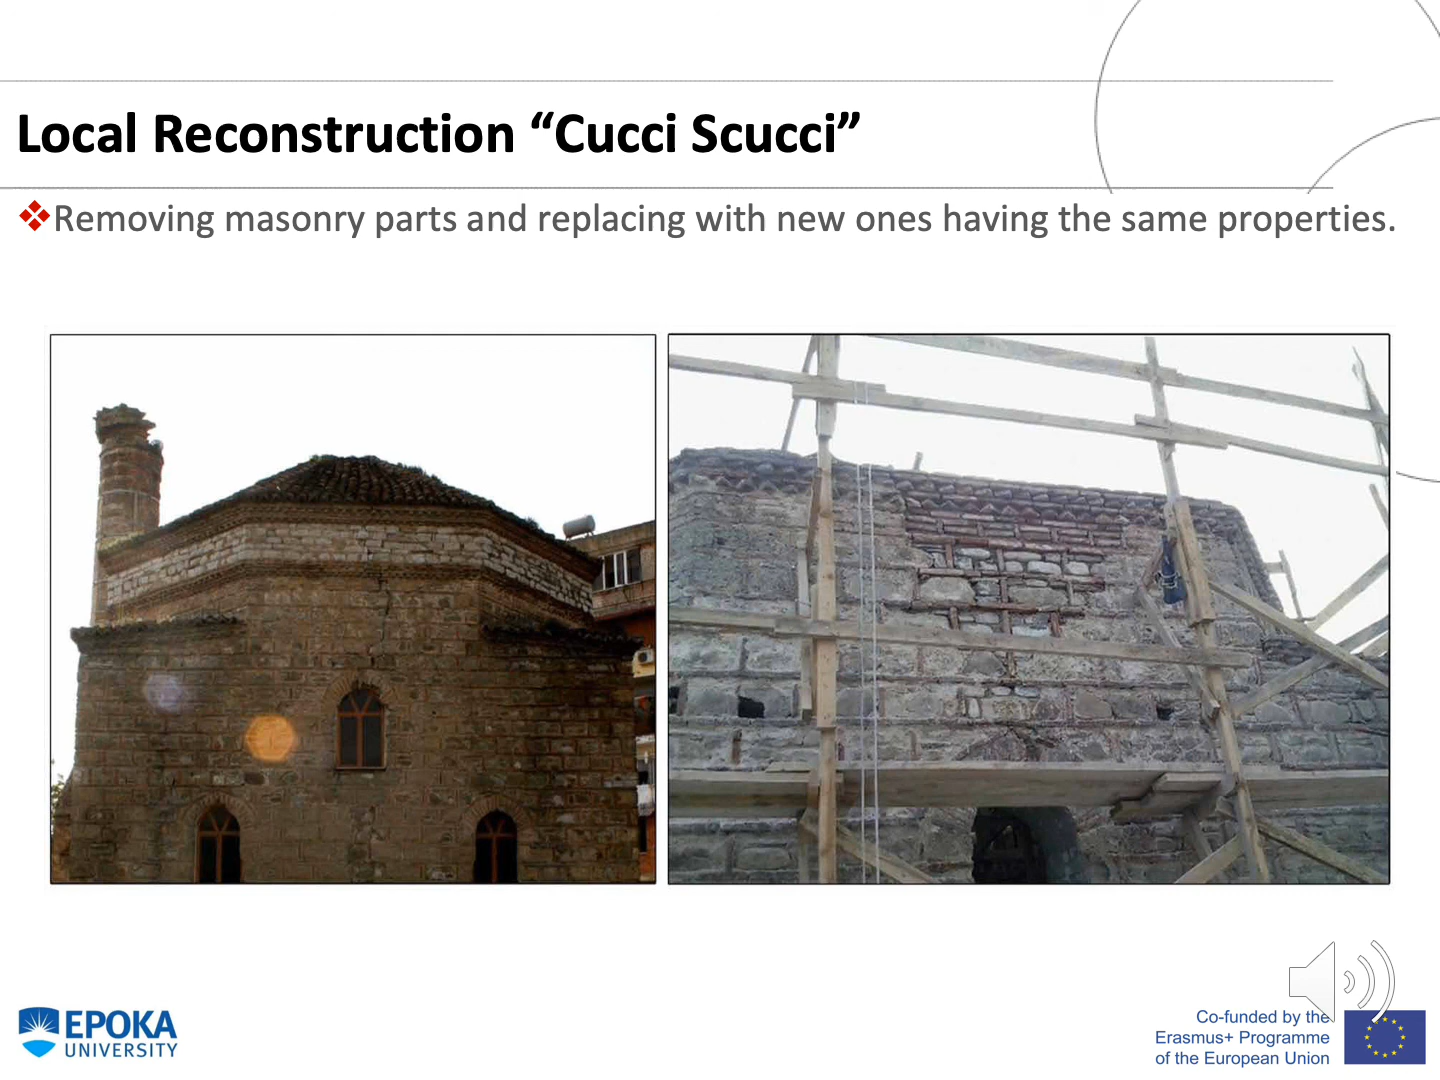 Local Reconstruction “Cucci Scucci”
Removing masonry parts and replacing with new ones having the same properties.
EPOKA
UNIVERSITY
Co-funded by the
Erasmus+ Programme
of the European Union